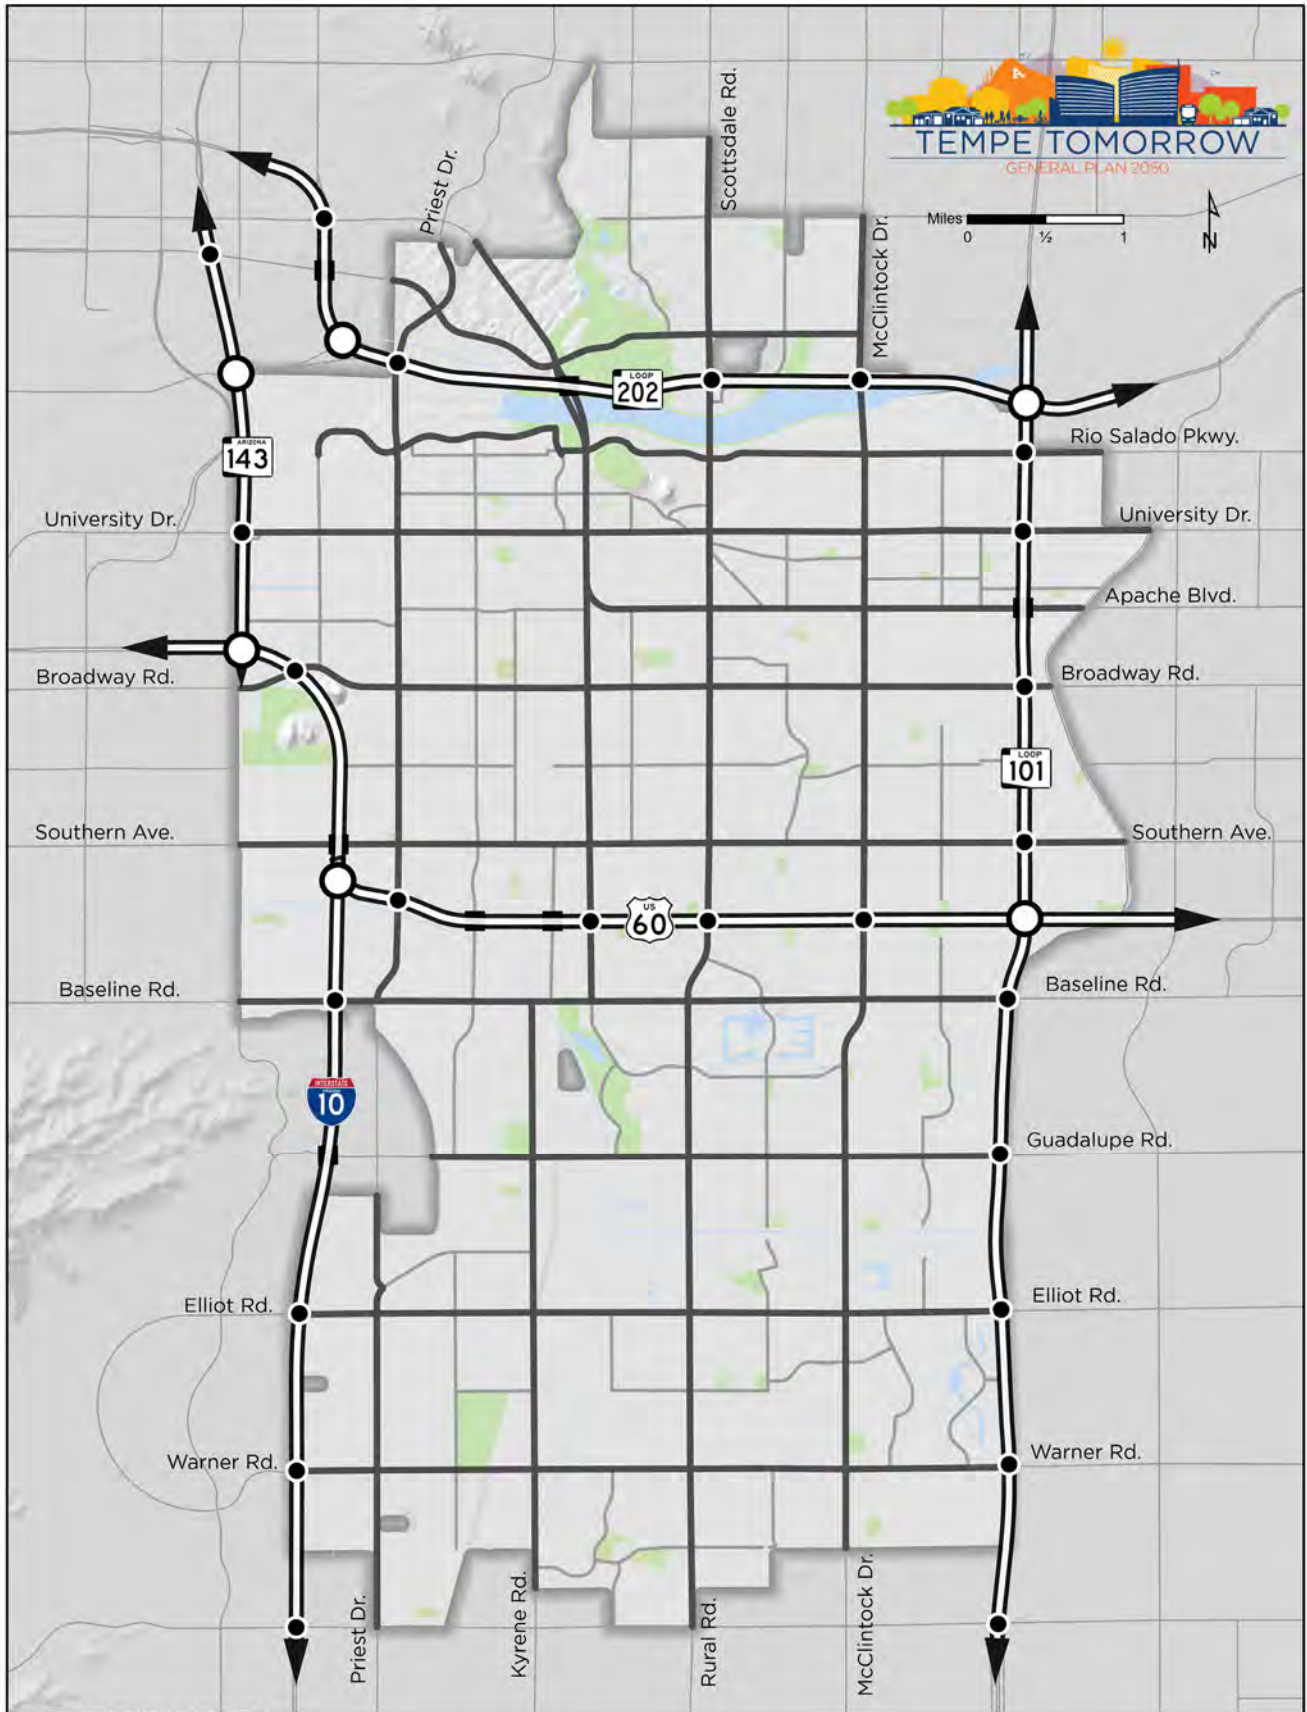 TEMPE TOMORROW
GENERAL PLAN 2050
Scottsdale Rd.
Priest Dr.
McClintock Dr.
Miles
0 ½ 1
N
LOOP
202
Rio Salado Pkwy.
ARIZONA
143
University Dr.
University Dr.
Apache Blvd.
Broadway Rd.
Broadway Rd.
LOOP
101
Southern Ave.
Southern Ave.
US
60
Baseline Rd.
Baseline Rd.
INTERSTATE
10
Guadalupe Rd.
Elliot Rd.
Elliot Rd.
Warner Rd.
Warner Rd.
Priest Dr.
Kyrene Rd.
Rural Rd.
McClintock Dr.